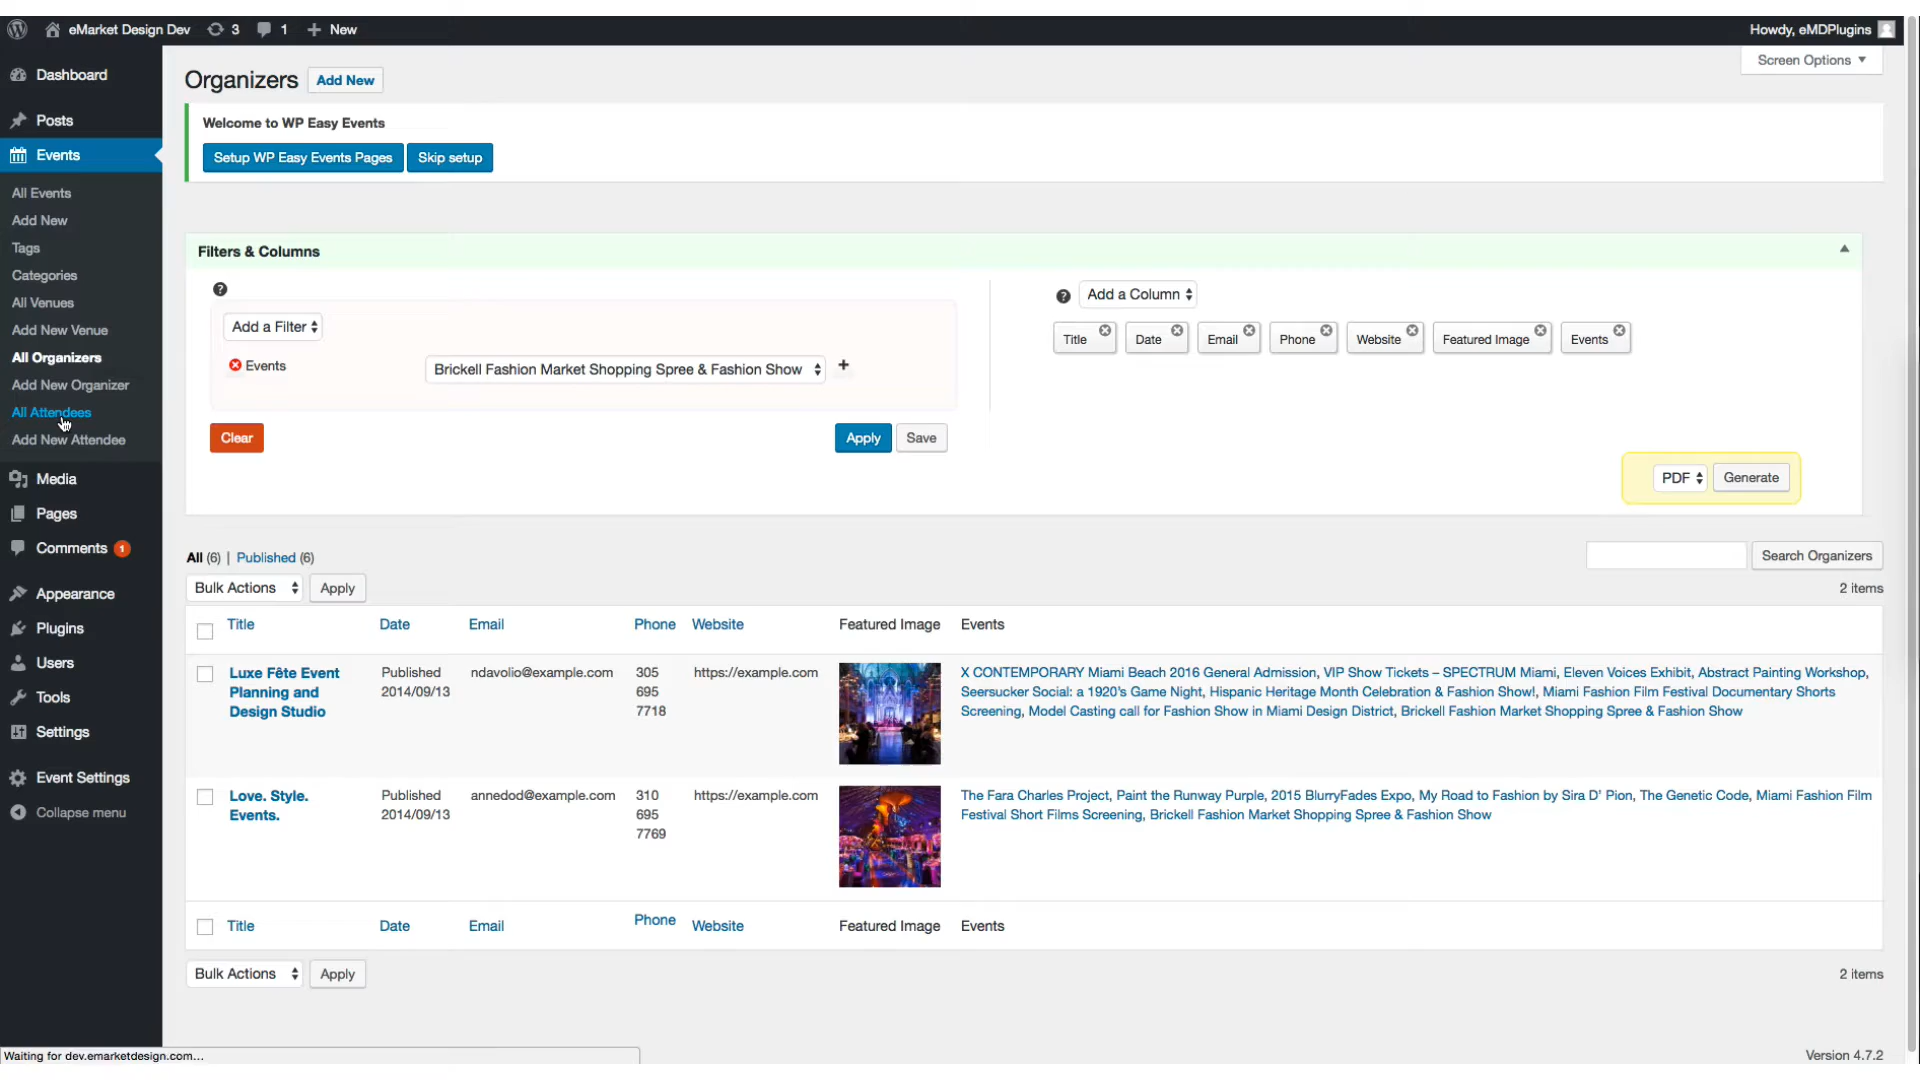 eMarket Design Dev 3 1 + New Howdy, eMDPlugins
Screen Options
Dashboard
Posts
Events
All Events
Add New
Tags
Categories
All Venues
Add New Venue
All Organizers
Add New Organizer
All Attendees
Add New Attendee
Media
Pages
Comments 1
Appearance
Plugins
Users
Tools
Settings
Event Settings
Collapse menu
Organizers Add New
Welcome to WP Easy Events
Setup WP Easy Events Pages Skip setup
Filters & Columns
Add a Filter
Events Brickell Fashion Market Shopping Spree & Fashion Show +
Clear Apply Save
? Add a Column
Title Date Email Phone Website Featured Image Events
PDF Generate
All (6) | Published (6)
Search Organizers
Bulk Actions Apply 2 items
Title Date Email Phone Website Featured Image Events
Luxe Fête Event
Planning and
Design Studio
Published
2014/09/13
ndavolio@example.com
305
695
7718
https://example.com
X CONTEMPORARY Miami Beach 2016 General Admission, VIP Show Tickets – SPECTRUM Miami, Eleven Voices Exhibit, Abstract Painting Workshop,
Seersucker Social: a 1920's Game Night, Hispanic Heritage Month Celebration & Fashion Show!, Miami Fashion Film Festival Documentary Shorts
Screening, Model Casting call for Fashion Show in Miami Design District, Brickell Fashion Market Shopping Spree & Fashion Show
Love. Style.
Events.
Published
2014/09/13
annedod@example.com
310
695
7769
https://example.com
The Fara Charles Project, Paint the Runway Purple, 2015 BlurryFades Expo, My Road to Fashion by Sira D' Pion, The Genetic Code, Miami Fashion Film
Festival Short Films Screening, Brickell Fashion Market Shopping Spree & Fashion Show
Title Date Email Phone Website Featured Image Events
Bulk Actions Apply 2 items
Waiting for dev.emarketdesign.com...
Version 4.7.2